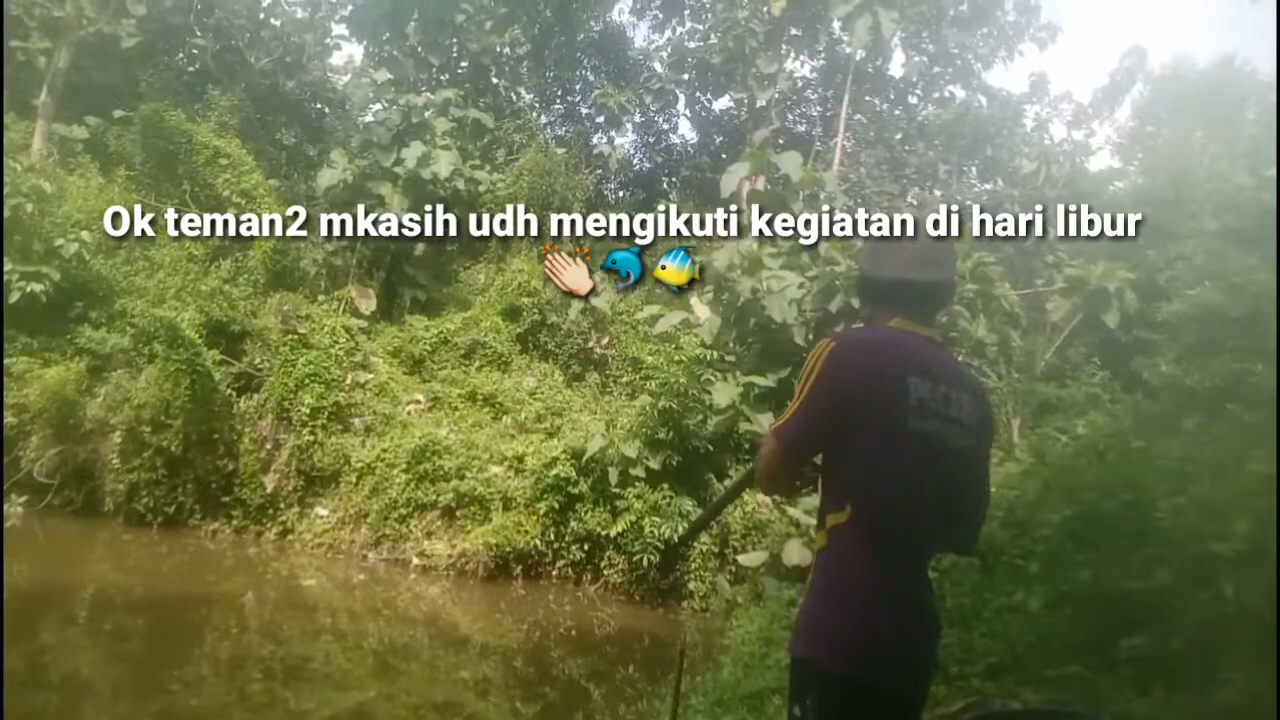 Ok teman2 mkasih udh mengikuti kegiatan di hari libur
👏🐬🐠